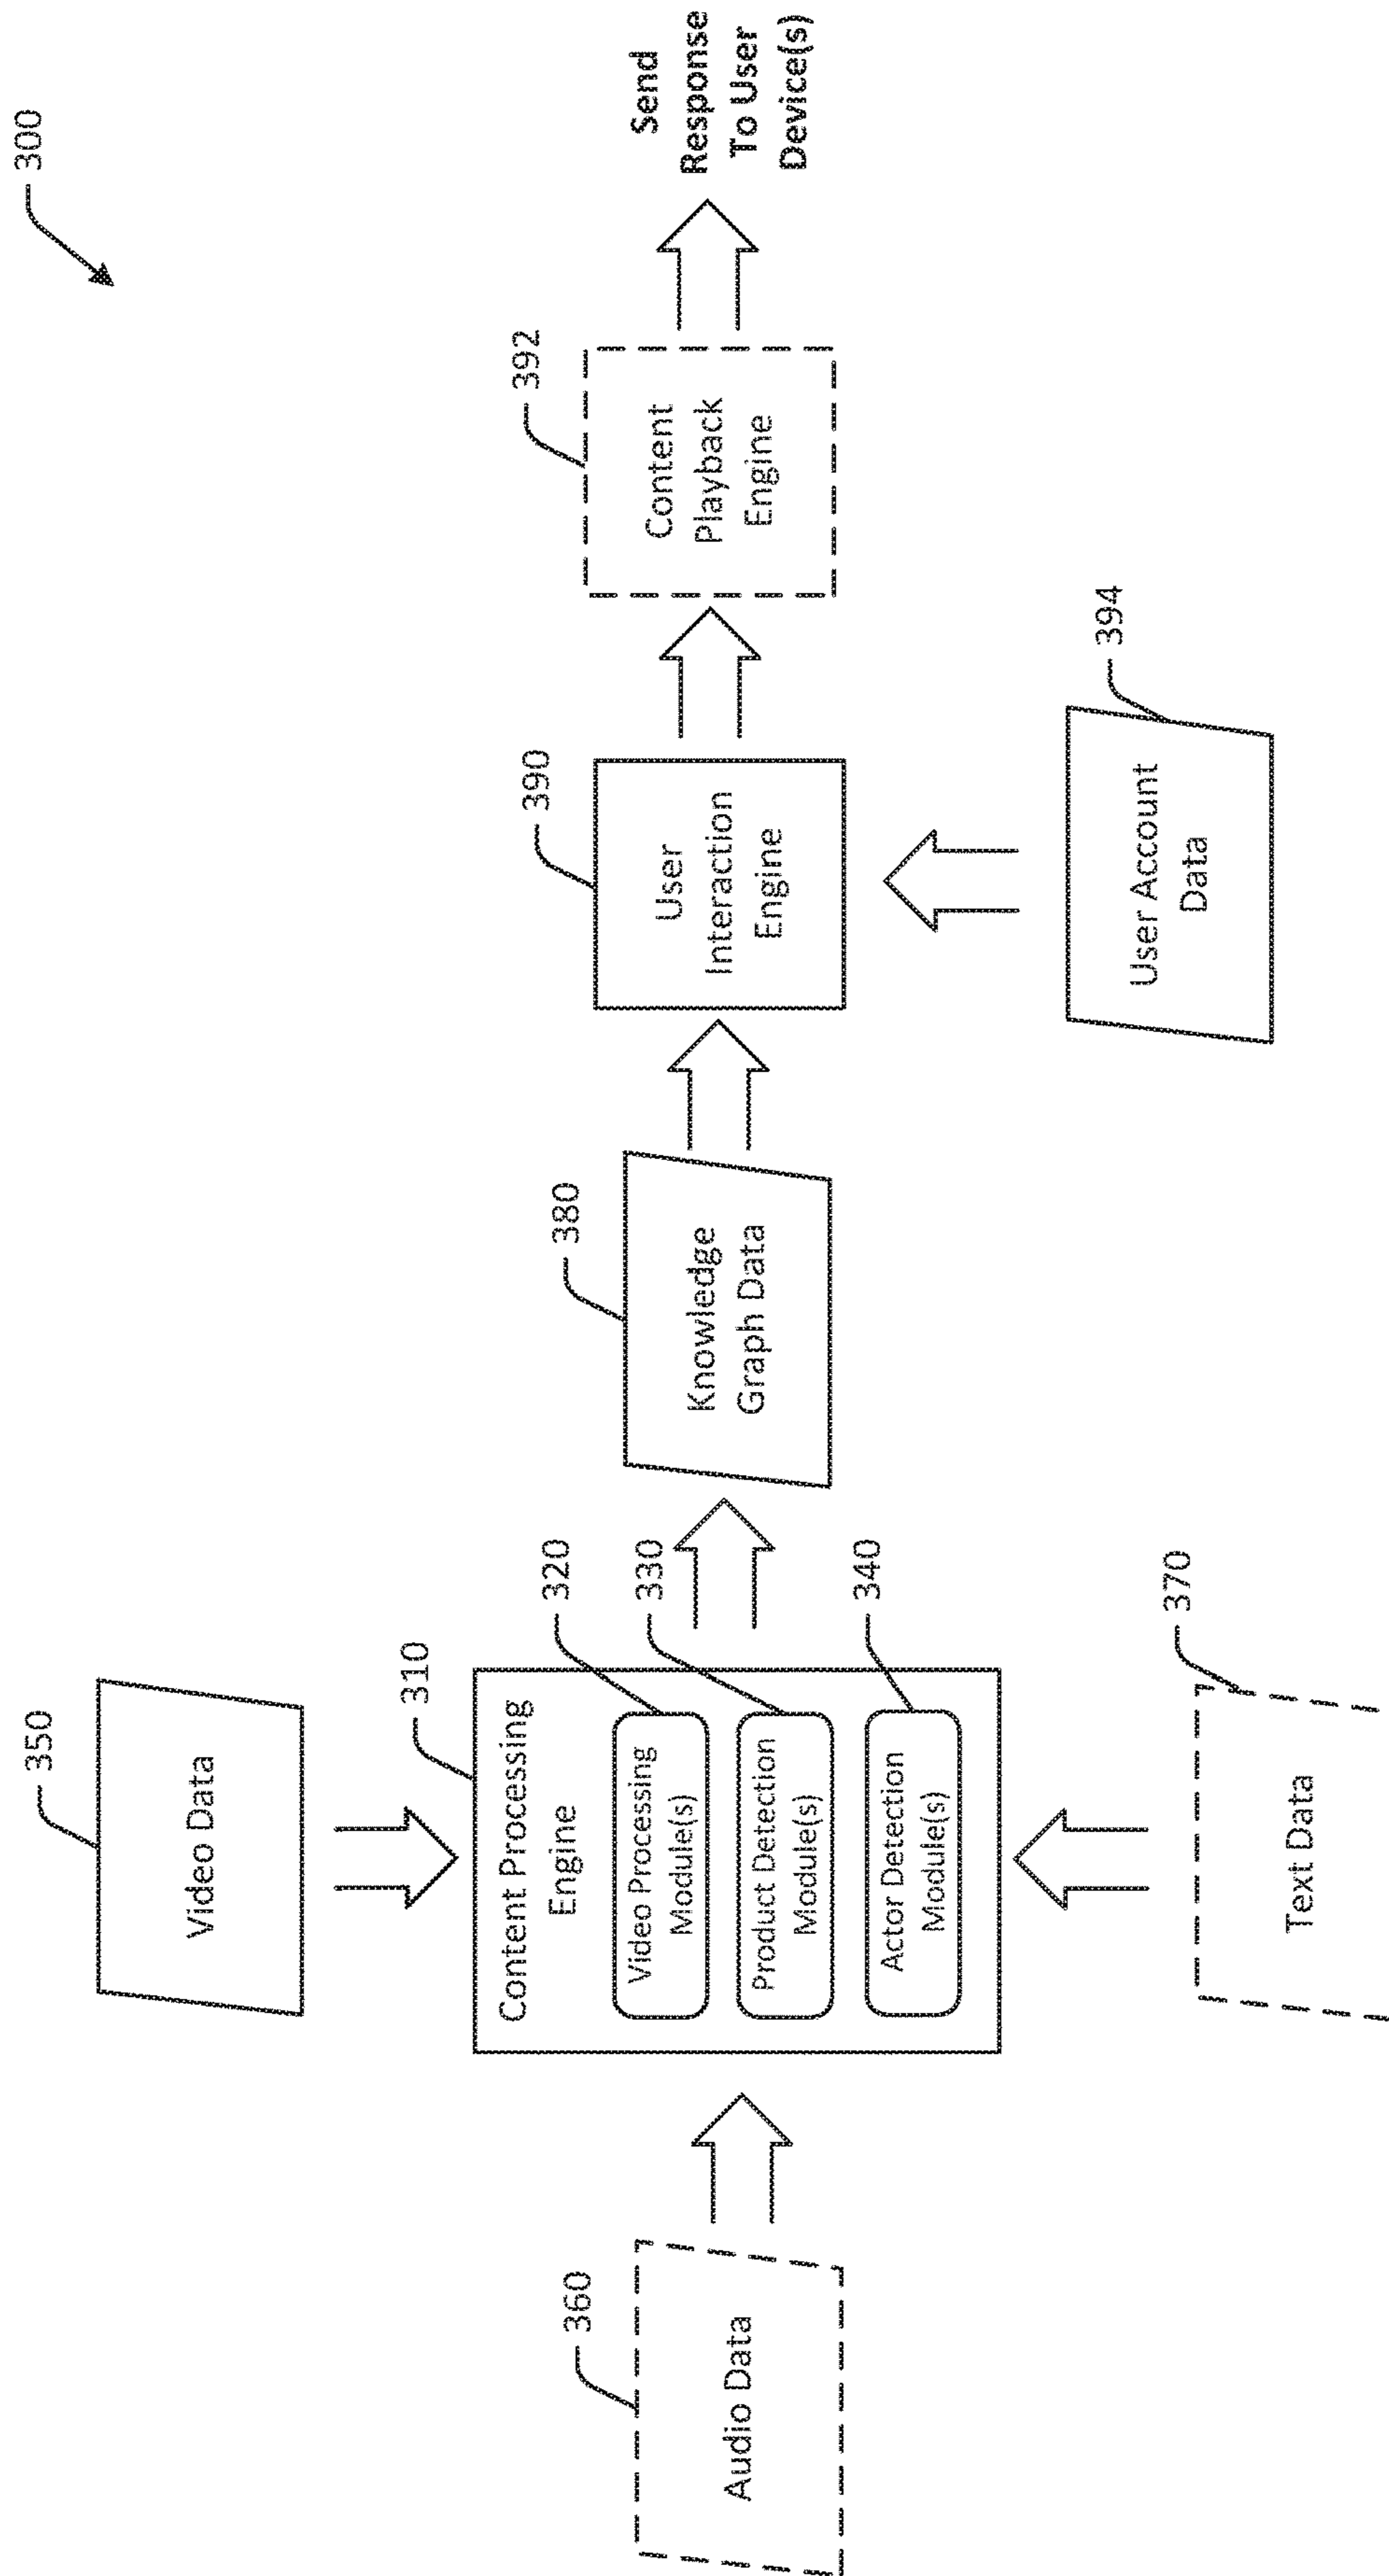 300
350
Video Data
310
Content Processing
Engine
320
Video Processing
Module(s)
330
Product Detection
Module(s)
340
Actor Detection
Module(s)
360
Audio Data
370
Text Data
380
Knowledge
Graph Data
390
User
Interaction
Engine
394
User Account
Data
392
Content
Playback
Engine
Send
Response
To User
Device(s)